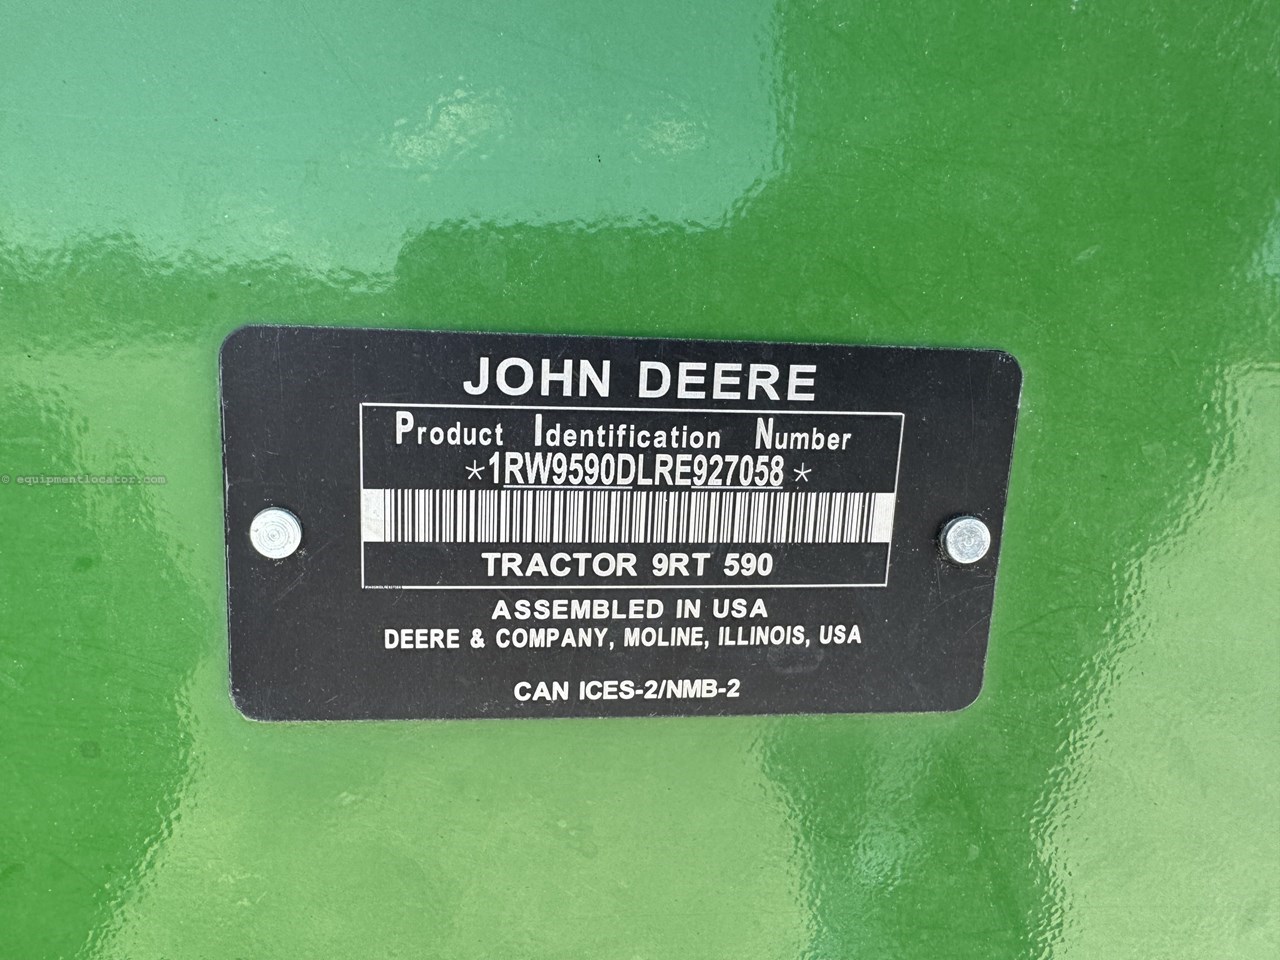 JOHN DEERE
Product Identification Number
*1RW9590DLRE927058*
TRACTOR 9RT 590
ASSEMBLED IN USA
DEERE & COMPANY, MOLINE, ILLINOIS, USA
CAN ICES-2/NMB-2
© equipmentlocator.com